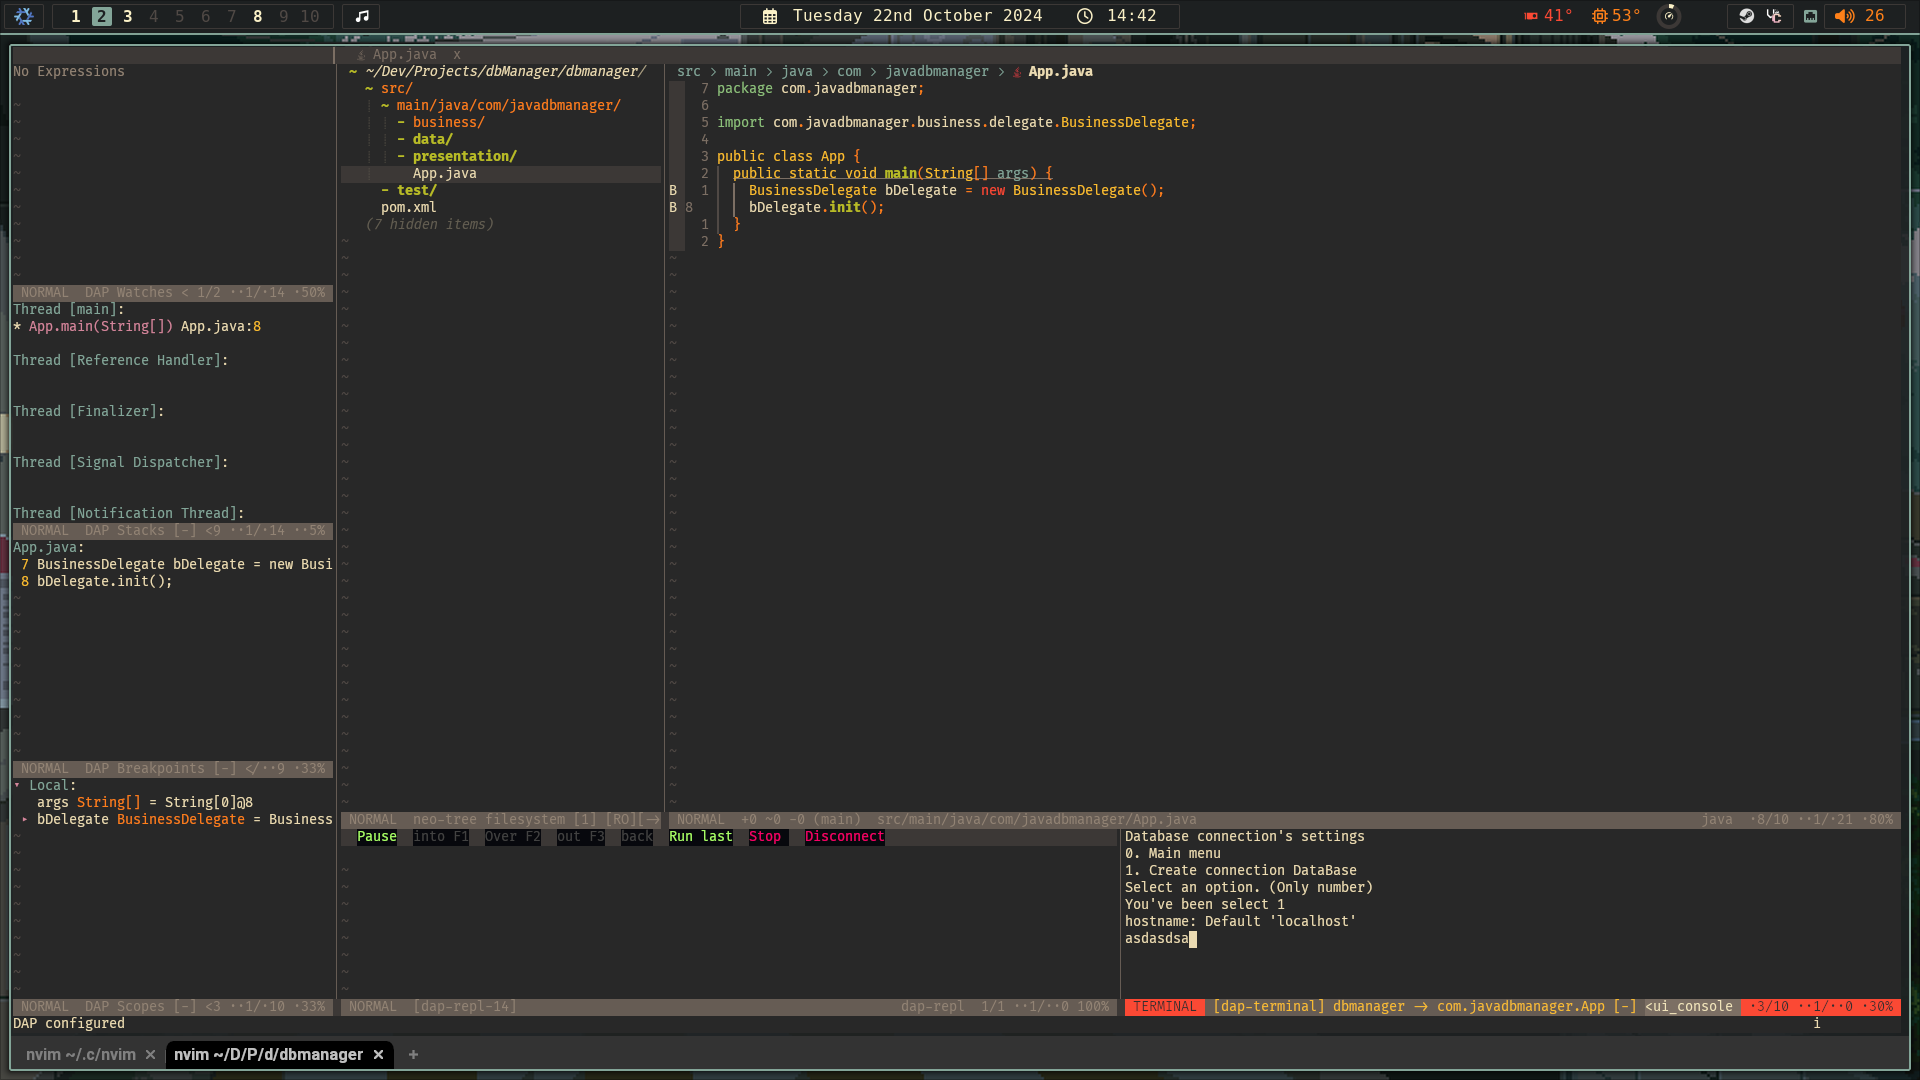 1 2 3 4 5 6 7 8 9 10
Tuesday 22nd October 2024 14:42
41° 53° 26
App.java x
No Expressions
NORMAL DAP Watches < 1/2 ··1/·14 ·50%
Thread [main]:
* App.main(String[]) App.java:8
Thread [Reference Handler]:
Thread [Finalizer]:
Thread [Signal Dispatcher]:
Thread [Notification Thread]:
NORMAL DAP Stacks [-] <9 ··1/·14 ··5%
App.java:
7 BusinessDelegate bDelegate = new Busi
8 bDelegate.init();
NORMAL DAP Breakpoints [-] </··9 ·33%
▾ Local:
args String[] = String[0]@8
▸ bDelegate BusinessDelegate = Business
NORMAL DAP Scopes [-] <3 ··1/·10 ·33%
~ ~/Dev/Projects/dbManager/dbmanager/
~ src/
~ main/java/com/javadbmanager/
- business/
- data/
- presentation/
App.java
- test/
pom.xml
(7 hidden items)
NORMAL neo-tree filesystem [1] [RO][→
src > main > java > com > javadbmanager > App.java
7 package com.javadbmanager;
6
5 import com.javadbmanager.business.delegate.BusinessDelegate;
4
3 public class App {
2 public static void main(String[] args) {
B 1 BusinessDelegate bDelegate = new BusinessDelegate();
B 8 bDelegate.init();
1 }
2 }
NORMAL +0 ~0 -0 (main) src/main/java/com/javadbmanager/App.java java ·8/10 ··1/·21 ·80%
Pause into F1 Over F2 out F3 back Run last Stop Disconnect
NORMAL [dap-repl-14] dap-repl 1/1 ··1/··0 100%
Database connection's settings
0. Main menu
1. Create connection DataBase
Select an option. (Only number)
You've been select 1
hostname: Default 'localhost'
asdasdsa
TERMINAL [dap-terminal] dbmanager → com.javadbmanager.App [-] <ui_console ·3/10 ··1/··0 ·30%
DAP configured
i
nvim ~/.c/nvim × nvim ~/D/P/d/dbmanager × +